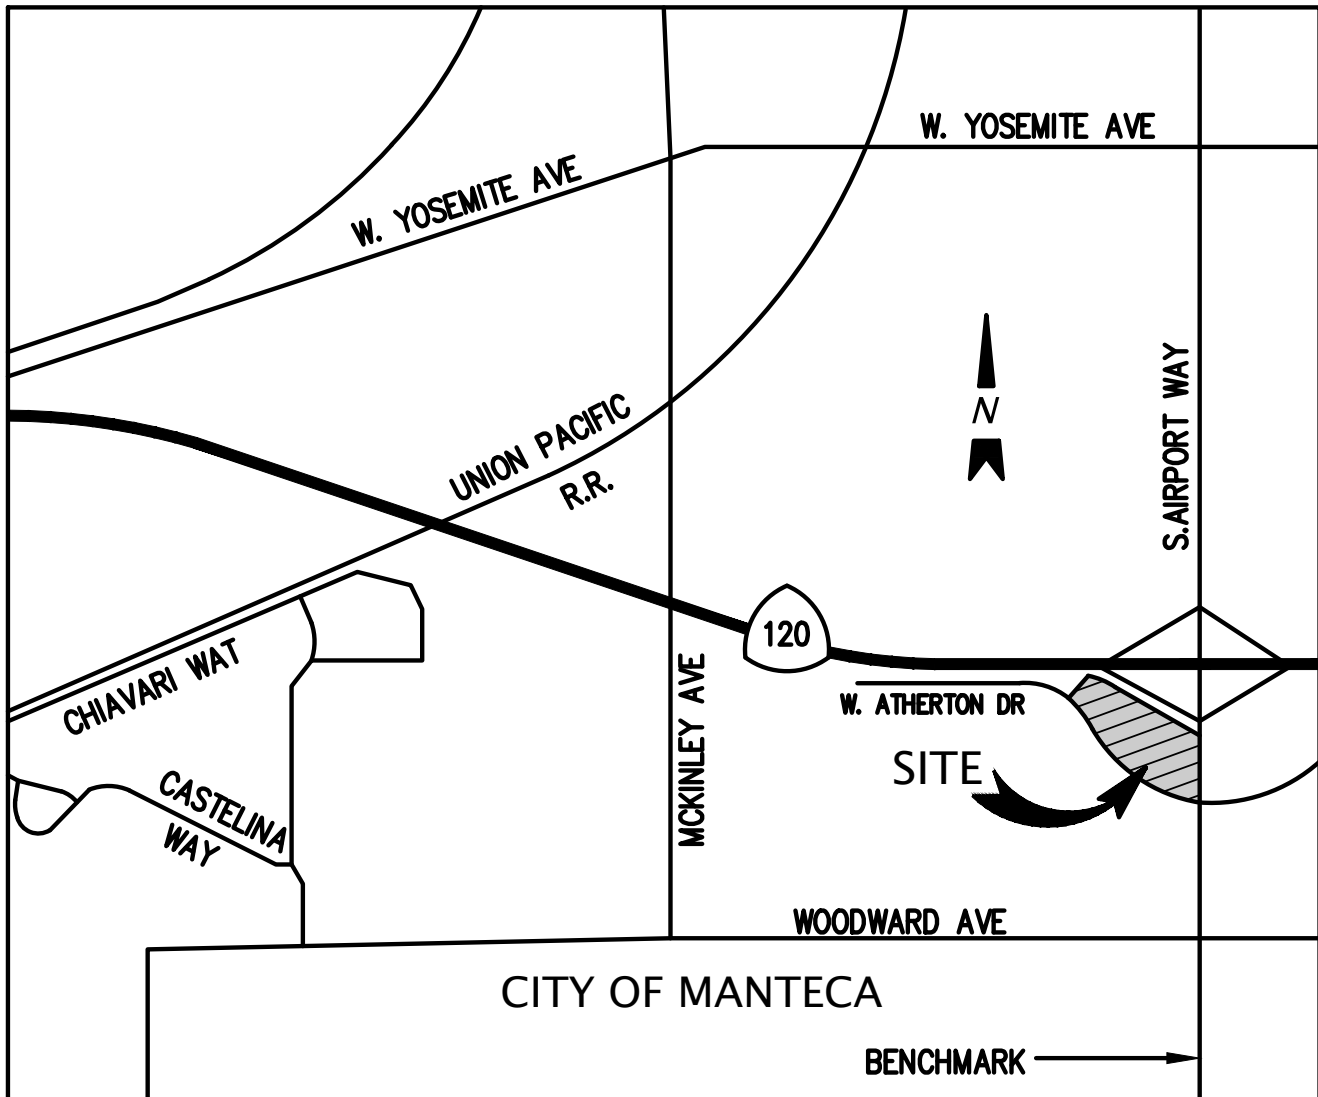 W. YOSEMITE AVE
W. YOSEMITE AVE
UNION PACIFIC
R.R.
N
S.AIRPORT WAY
120
CHIAVARI WAT
MCKINLEY AVE
W. ATHERTON DR
SITE
CASTELINA
WAY
WOODWARD AVE
CITY OF MANTECA
BENCHMARK